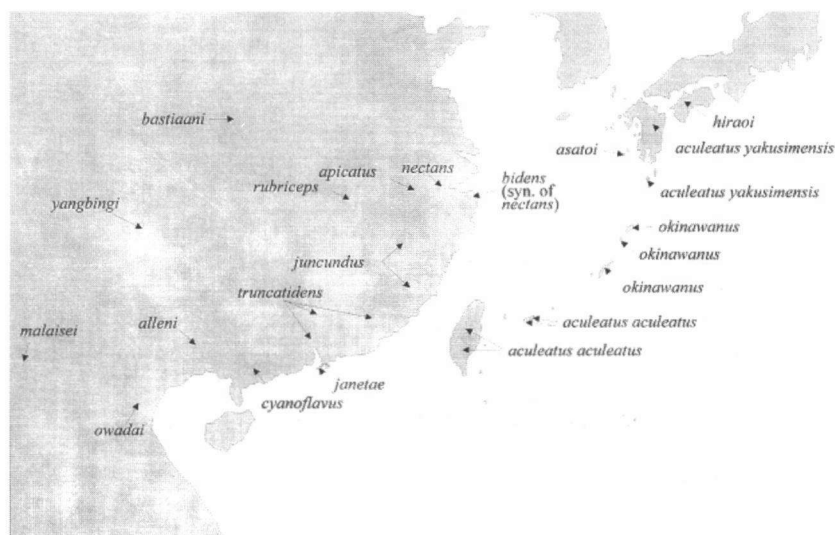 bastiaani
hiraoi
asatoi
aculeatus yakusimensis
apicatus
nectans
rubriceps
bidens
(syn. of
nectans)
aculeatus yakusimensis
yangbingi
okinawanus
okinawanus
juncundus
okinawanus
truncatidens
aculeatus aculeatus
alleni
malaisei
aculeatus aculeatus
janetae
cyanoflavus
owadai